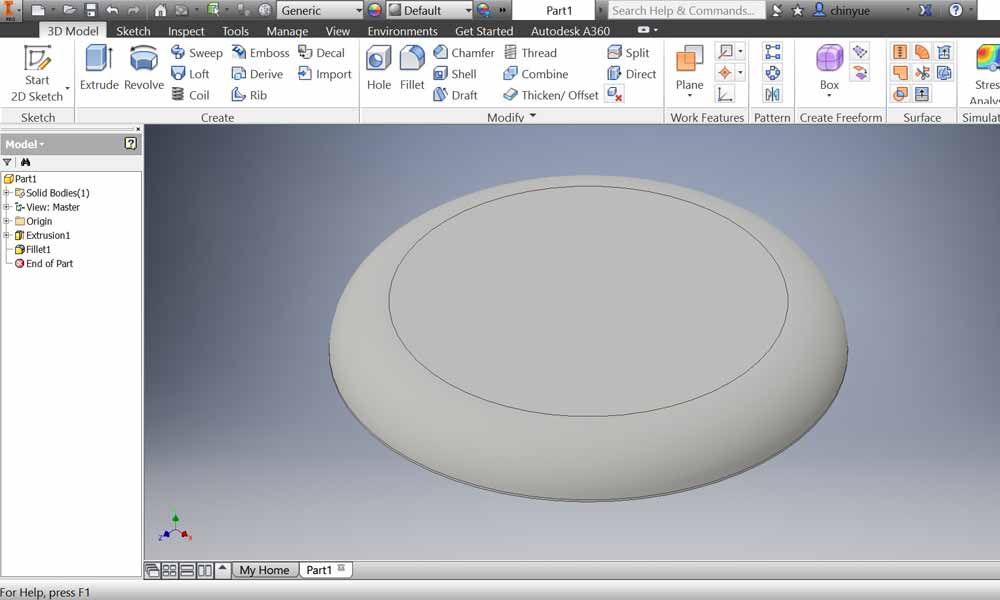 PRO Generic Default Part1 Search Help & Commands... chinyue ?
3D Model Sketch Inspect Tools Manage View Environments Get Started Autodesk A360
Start
2D Sketch
Extrude Revolve
Sweep Emboss Decal
Loft Derive Import
Coil Rib
Hole Fillet
Chamfer Thread Split
Shell Combine Direct
Draft Thicken/ Offset
Plane
Box
Stres
Analys
Sketch Create Modify Work Features Pattern Create Freeform Surface Simulat
Model ?
Part1
Solid Bodies(1)
View: Master
Origin
Extrusion1
Fillet1
End of Part
Z X
My Home Part1
For Help, press F1